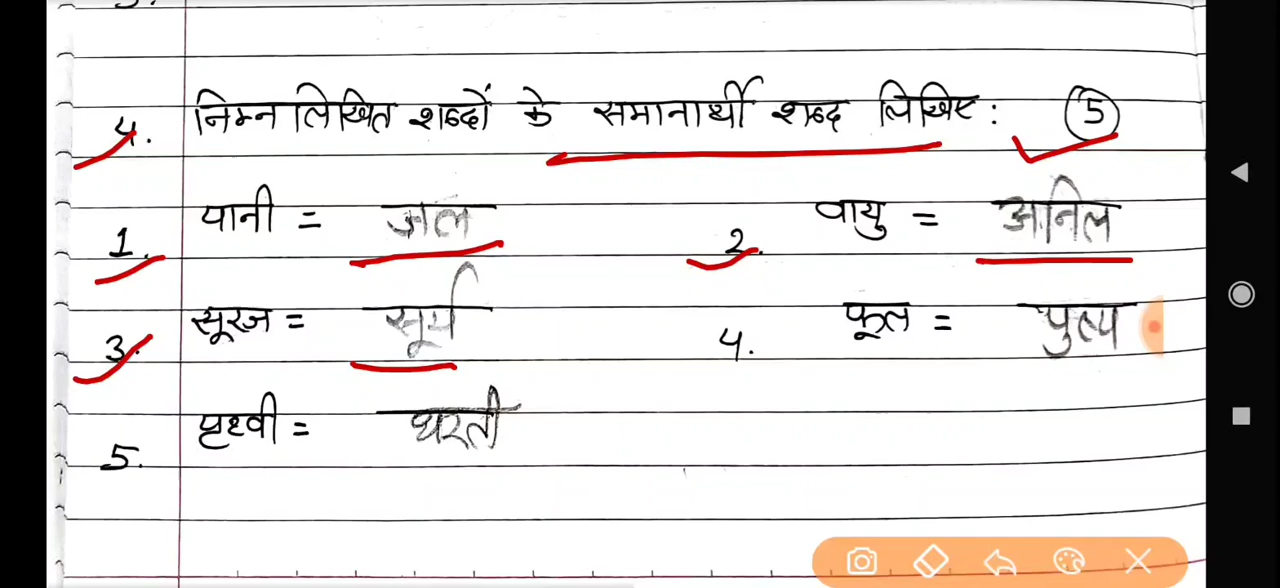 4. निम्नलिखित शब्दों के समानार्थी शब्द लिखिए : 5
1. पानी = जल 2. वायु = अनिल
3. सूरज = सूर्य 4. फूल = पुष्प
5. पृथ्वी = धरती